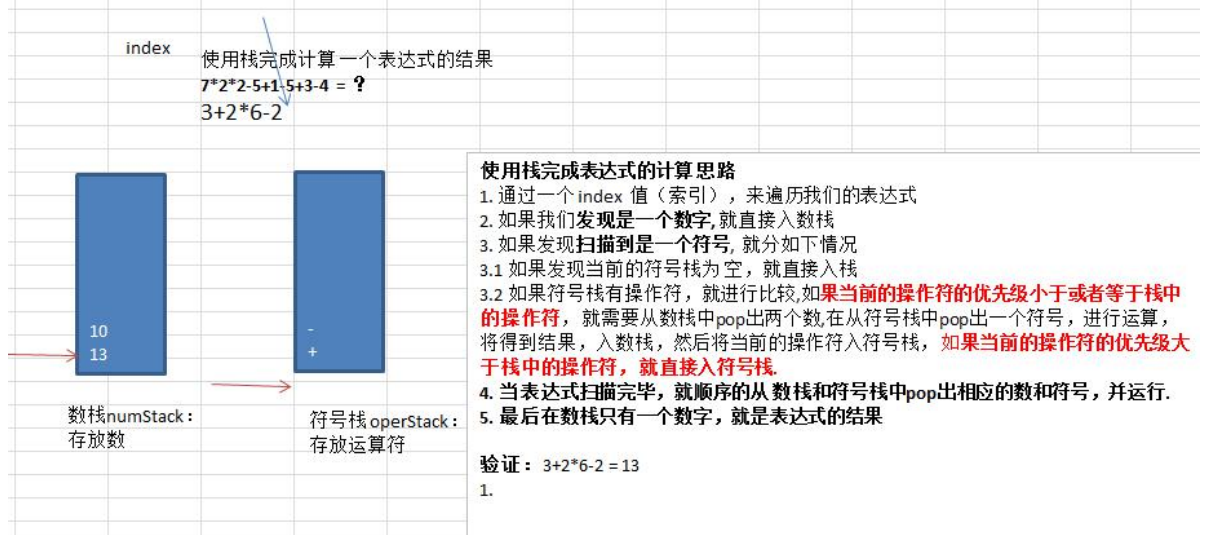 index
使用栈完成计算一个表达式的结果
7*2*2-5+1-5+3-4 = ?
3+2*6-2
10
13
-
+
数栈numStack：
存放数
符号栈operStack：
存放运算符
使用栈完成表达式的计算思路
1. 通过一个 index 值（索引），来遍历我们的表达式
2. 如果我们发现是一个数字,就直接入数栈
3. 如果发现扫描到是一个符号, 就分如下情况
3.1 如果发现当前的符号栈为空，就直接入栈
3.2 如果符号栈有操作符，就进行比较,如果当前的操作符的优先级小于或者等于栈中
的操作符，就需要从数栈中pop出两个数,在从符号栈中pop出一个符号，进行运算，
将得到结果，入数栈，然后将当前的操作符入符号栈，如果当前的操作符的优先级大
于栈中的操作符，就直接入符号栈.
4. 当表达式扫描完毕，就顺序的从 数栈和符号栈中pop出相应的数和符号，并运行.
5. 最后在数栈只有一个数字，就是表达式的结果
验证：3+2*6-2 = 13
1.